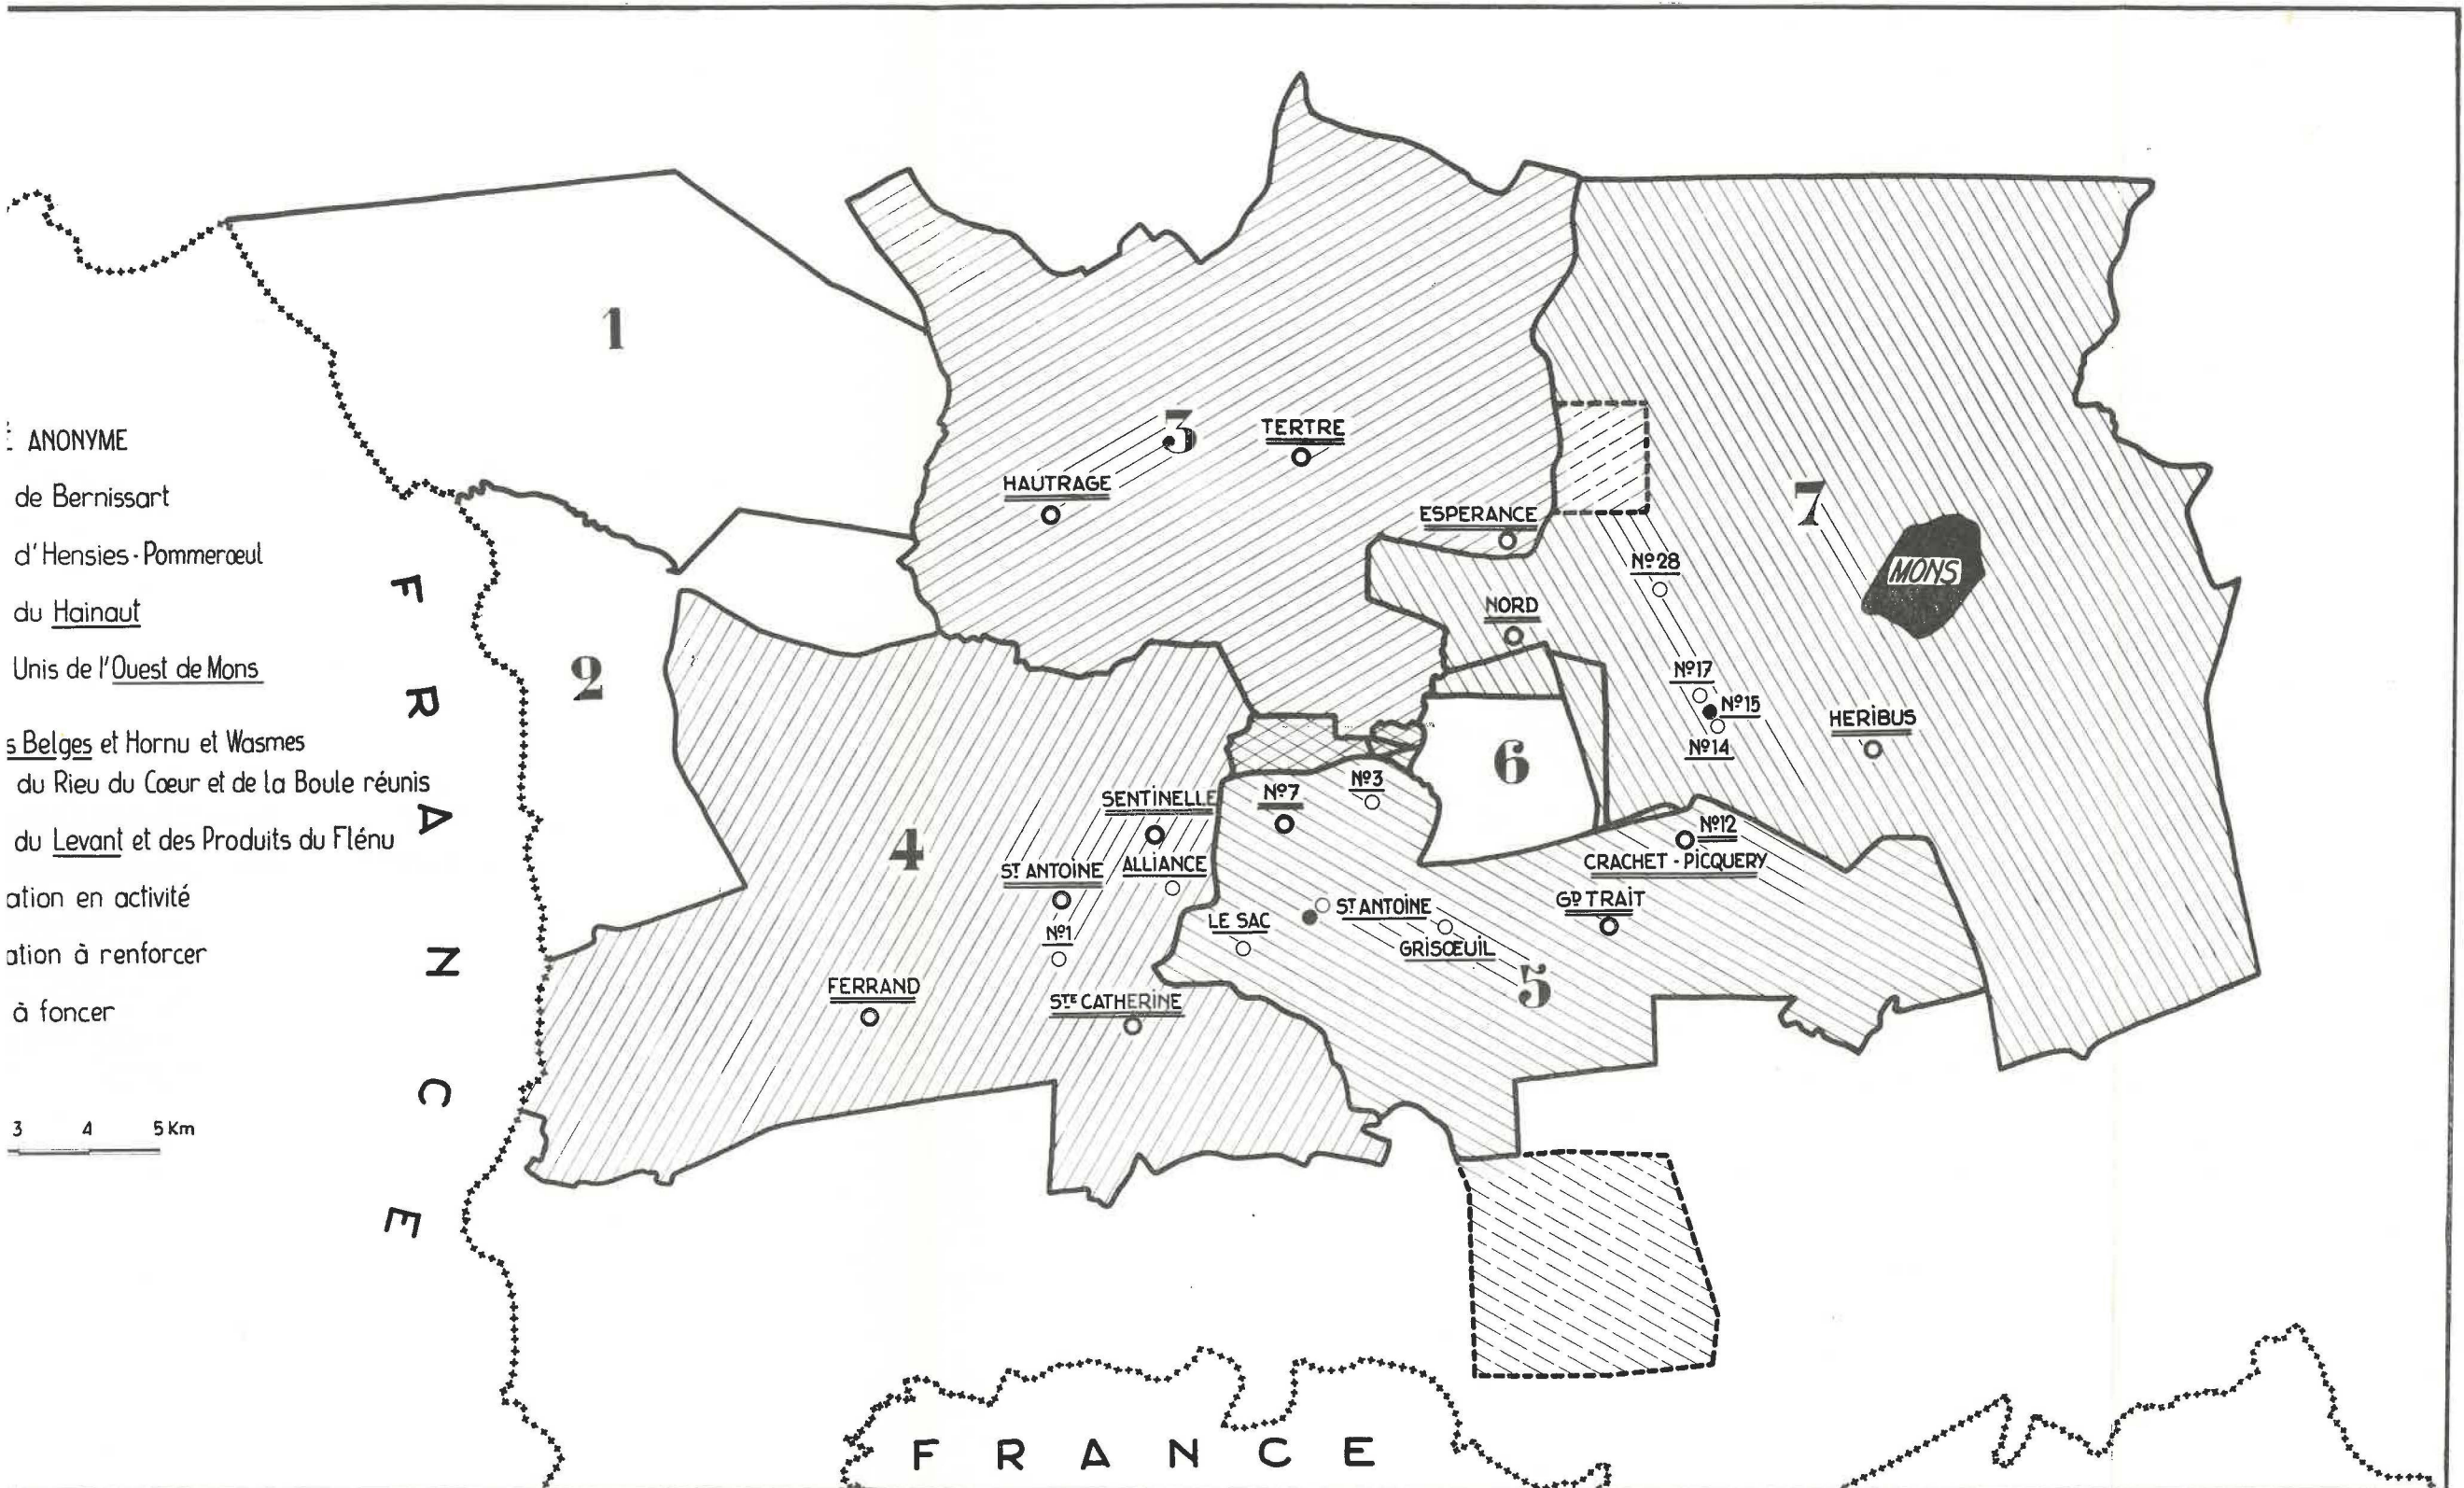 ANONYME
de Bernissart
d'Hensies-Pommerœul
du Hainaut
Unis de l'Ouest de Mons
s Belges et Hornu et Wasmes
du Rieu du Cœur et de la Boule réunis
du Levant et des Produits du Flénu
ation en activité
ation à renforcer
à foncer
3 4 5 Km
FRANCE
1
2
3
HAUTRAGE
TERTRE
ESPERANCE
7
MONS
Nº28
NORD
Nº17
Nº15
Nº14
HERIBUS
6
4
SENTINELLE
ST ANTOINE
ALLIANCE
Nº1
FERRAND
STE CATHERINE
Nº7
Nº3
LE SAC
ST ANTOINE
GRISŒUIL
5
GD TRAIT
Nº12
CRACHET-PICQUERY
FRANCE